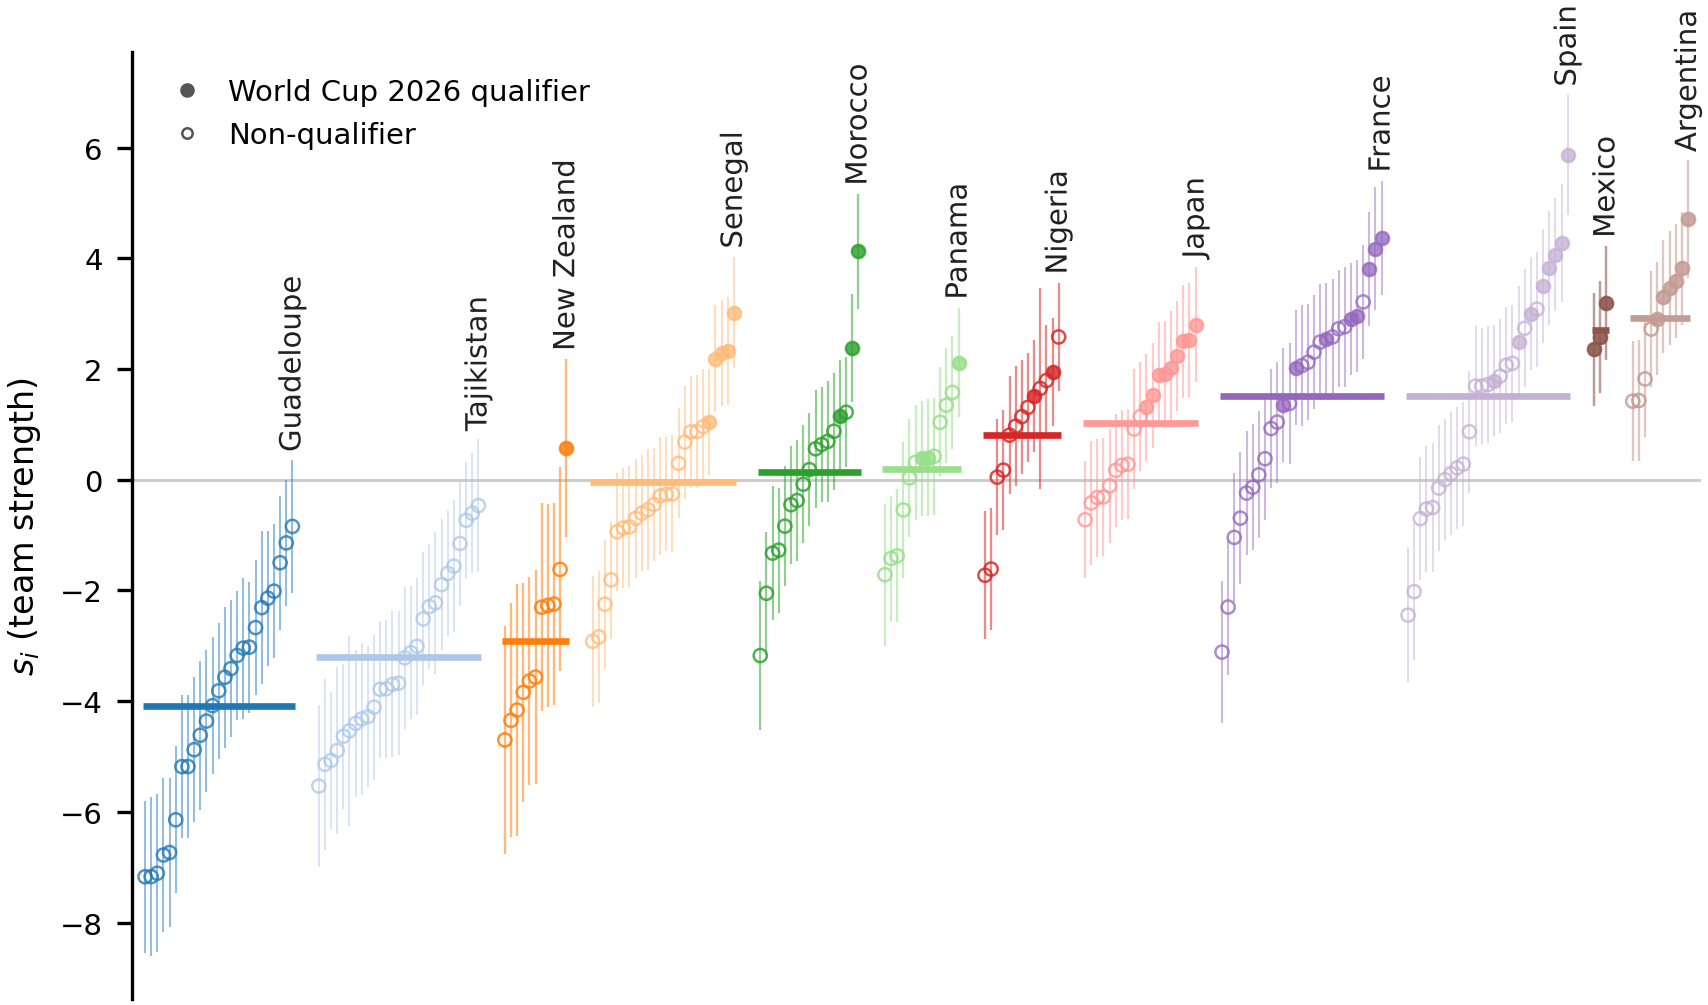 World Cup 2026 qualifier
Non-qualifier
s_i (team strength)
6
4
2
0
−2
−4
−6
−8
Guadeloupe
Tajikistan
New Zealand
Senegal
Morocco
Panama
Nigeria
Japan
France
Spain
Mexico
Argentina